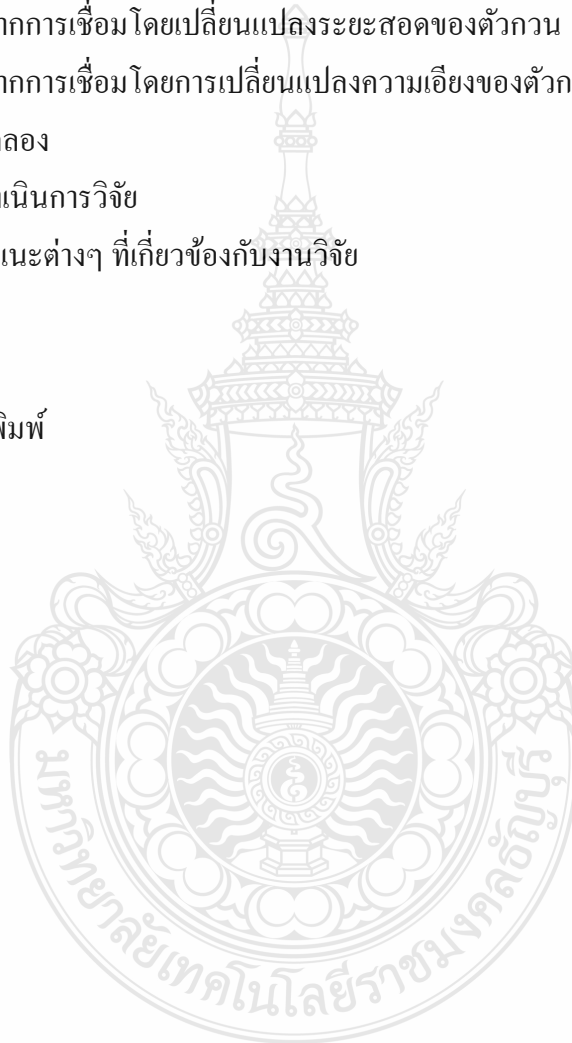 ากการเชื่อมโดยเปลี่ยนแปลงระยะสอดของตัวกวน
ากการเชื่อมโดยการเปลี่ยนแปลงความเอียงของตัวก
ลอง
เนินการวิจัย
แนะต่างๆ ที่เกี่ยวข้องกับงานวิจัย
พิมพ์
มหาวิทยาลัยเทคโนโลยีราชมงคลธัญบุรี